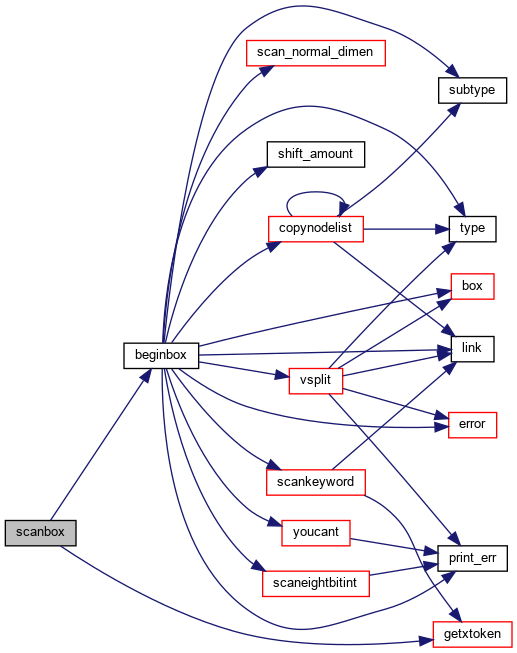 scan_normal_dimen
subtype
shift_amount
copynodelist
type
box
beginbox
link
vsplit
error
scankeyword
scanbox
youcant
print_err
scaneightbitint
getxtoken